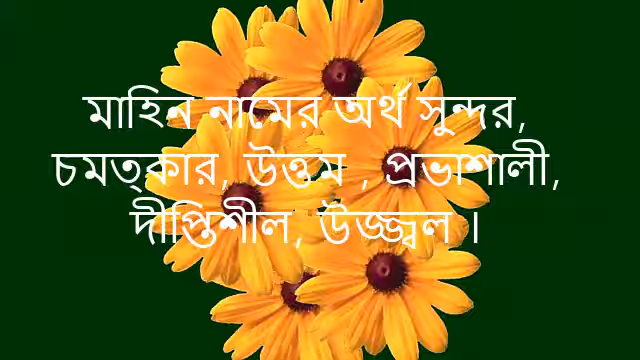 মাহিন নামের অর্থ সুন্দর,
চমত্কার, উত্তম , প্রভাশালী,
দীপ্তিশীল, উজ্জ্বল ।